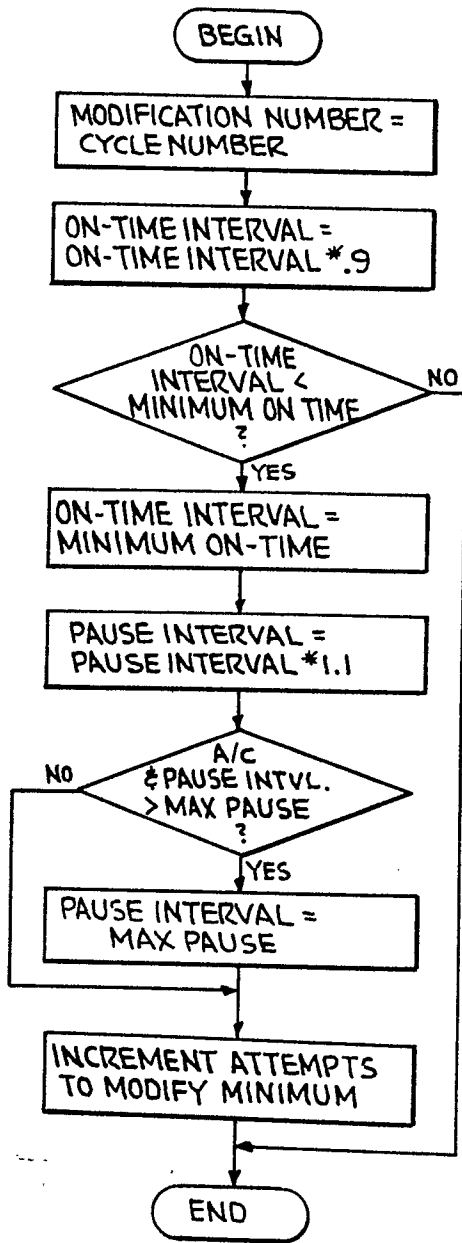 BEGIN
MODIFICATION NUMBER =
CYCLE NUMBER
ON-TIME INTERVAL =
ON-TIME INTERVAL *.9
ON-TIME
INTERVAL <
MINIMUM ON TIME
?
NO
YES
ON-TIME INTERVAL =
MINIMUM ON-TIME
PAUSE INTERVAL =
PAUSE INTERVAL *1.1
A/C
& PAUSE INTVL.
> MAX PAUSE
?
NO
YES
PAUSE INTERVAL =
MAX PAUSE
INCREMENT ATTEMPTS
TO MODIFY MINIMUM
END